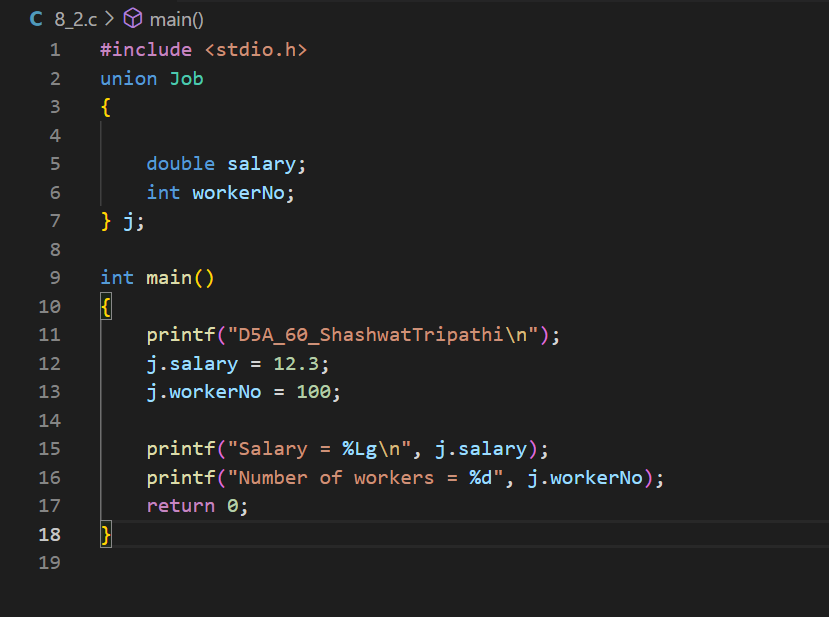 C 8_2.c > main()
1 #include <stdio.h>
2 union Job
3 {
4
5     double salary;
6     int workerNo;
7 } j;
8
9 int main()
10 {
11     printf("D5A_60_ShashwatTripathi\n");
12     j.salary = 12.3;
13     j.workerNo = 100;
14
15     printf("Salary = %Lg\n", j.salary);
16     printf("Number of workers = %d", j.workerNo);
17     return 0;
18 }
19